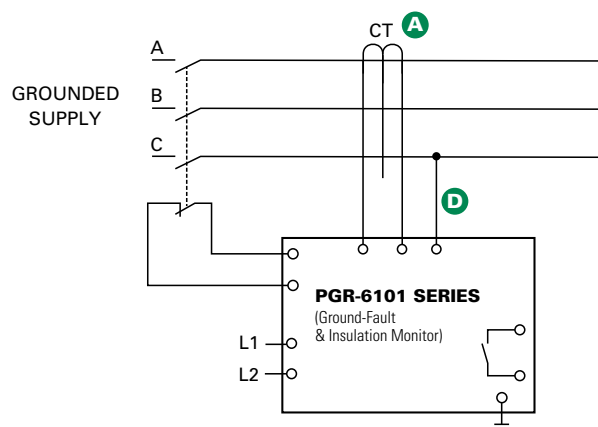 CT A
A
GROUNDED
SUPPLY
B
C
D
PGR-6101 SERIES
(Ground-Fault
& Insulation Monitor)
L1
L2